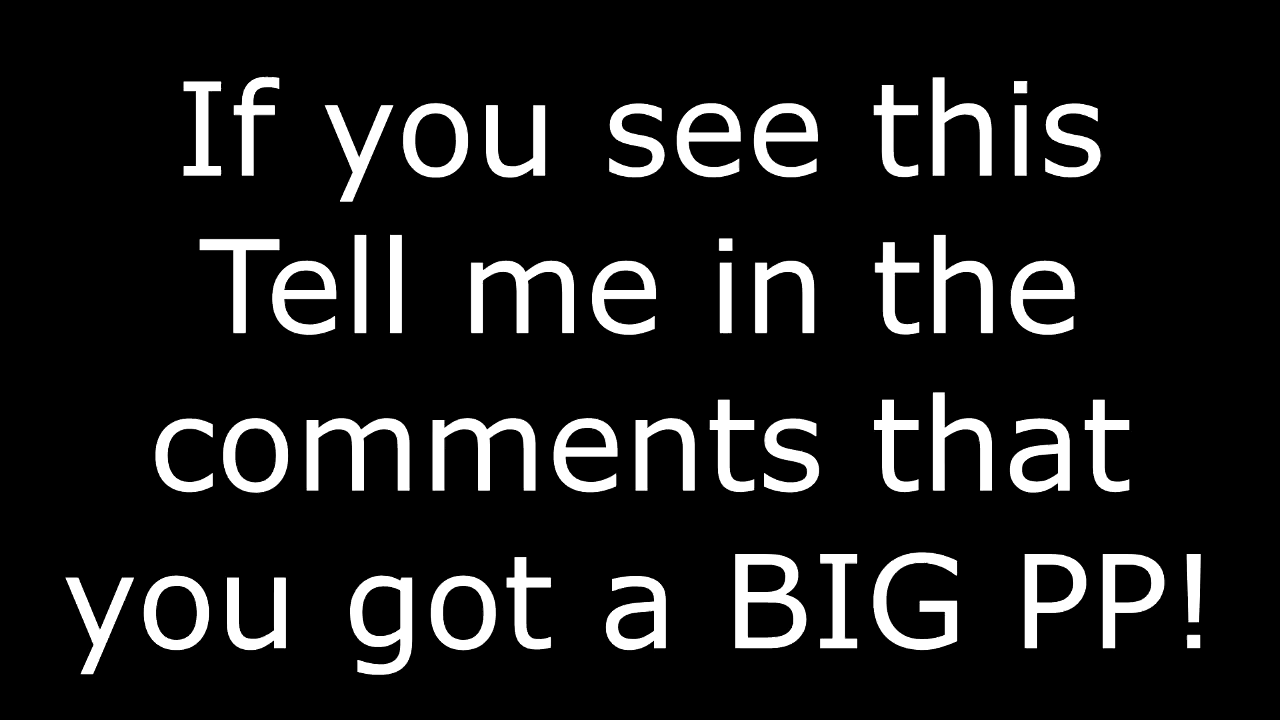 If you see this
Tell me in the
comments that
you got a BIG PP!